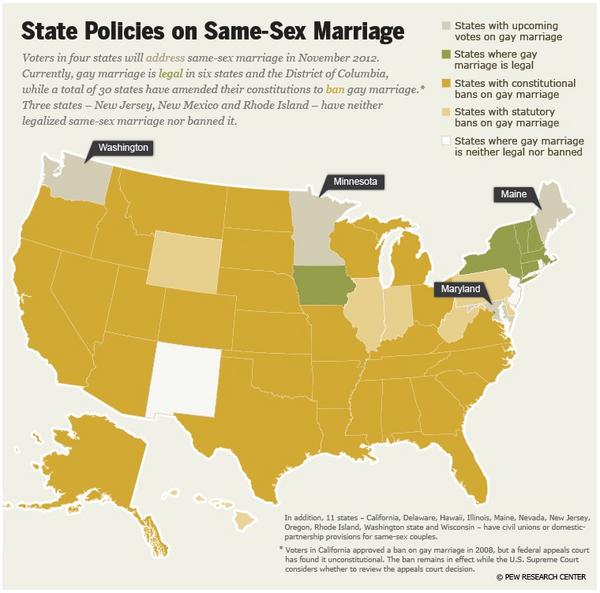 State Policies on Same-Sex Marriage
Voters in four states will address same-sex marriage in November 2012.
Currently, gay marriage is legal in six states and the District of Columbia,
while a total of 30 states have amended their constitutions to ban gay marriage.*
Three states – New Jersey, New Mexico and Rhode Island – have neither
legalized same-sex marriage nor banned it.
States with upcoming
votes on gay marriage
States where gay
marriage is legal
States with constitutional
bans on gay marriage
States with statutory
bans on gay marriage
States where gay marriage
is neither legal nor banned
Washington
Minnesota
Maine
Maryland
In addition, 11 states – California, Delaware, Hawaii, Illinois, Maine, Nevada, New Jersey,
Oregon, Rhode Island, Washington state and Wisconsin – have civil unions or domestic-
partnership provisions for same-sex couples.
* Voters in California approved a ban on gay marriage in 2008, but a federal appeals court
has found it unconstitutional. The ban remains in effect while the U.S. Supreme Court
considers whether to review the appeals court decision.
© PEW RESEARCH CENTER